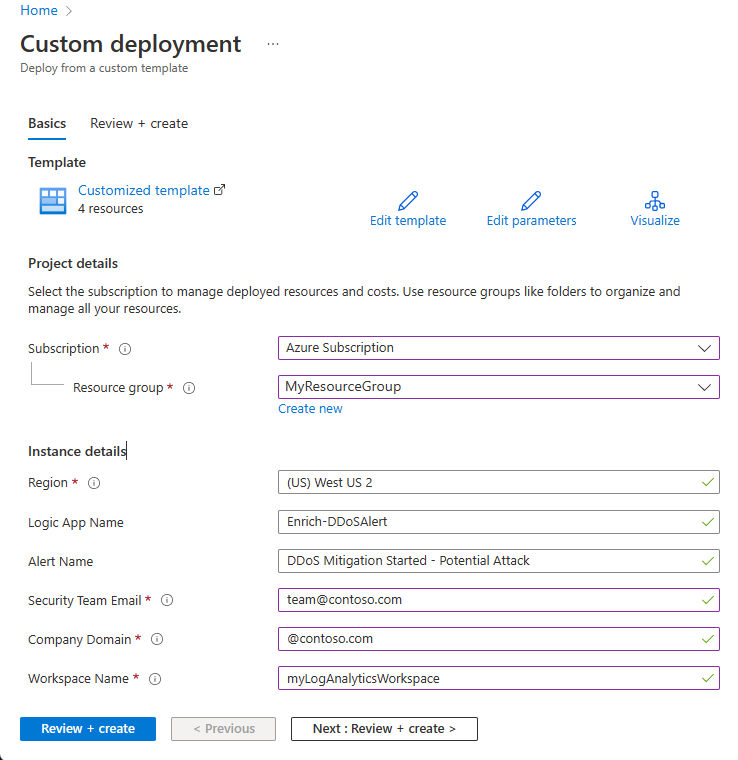 Home >
Custom deployment ...
Deploy from a custom template
Basics Review + create
Template
Customized template
4 resources
Edit template Edit parameters Visualize
Project details
Select the subscription to manage deployed resources and costs. Use resource groups like folders to organize and
manage all your resources.
Subscription * Azure Subscription
Resource group * MyResourceGroup
Create new
Instance details
Region * (US) West US 2
Logic App Name Enrich-DDoSAlert
Alert Name DDoS Mitigation Started - Potential Attack
Security Team Email * team@contoso.com
Company Domain * @contoso.com
Workspace Name * myLogAnalyticsWorkspace
Review + create < Previous Next : Review + create >